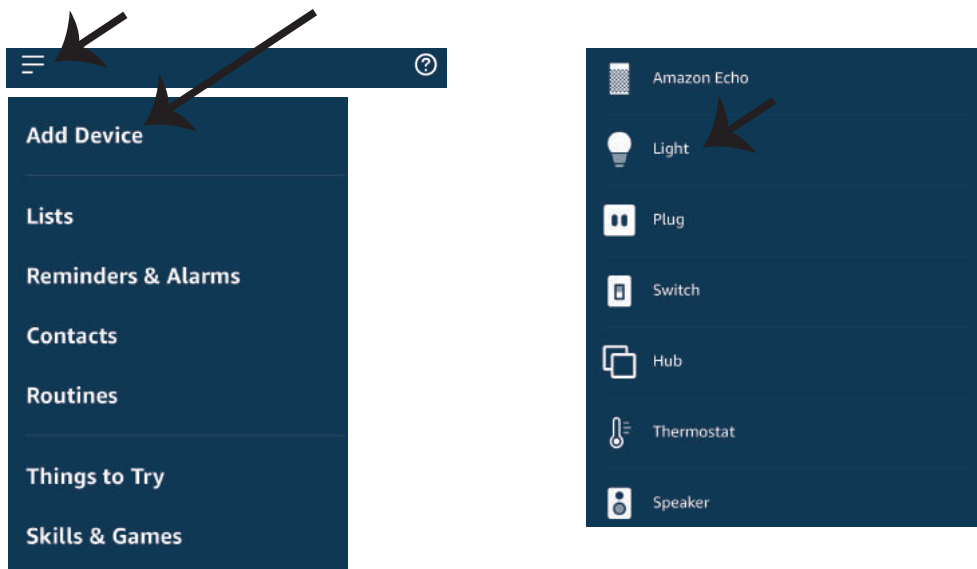 ?
Add Device
Lists
Reminders & Alarms
Contacts
Routines
Things to Try
Skills & Games
Amazon Echo
Light
Plug
Switch
Hub
Thermostat
Speaker